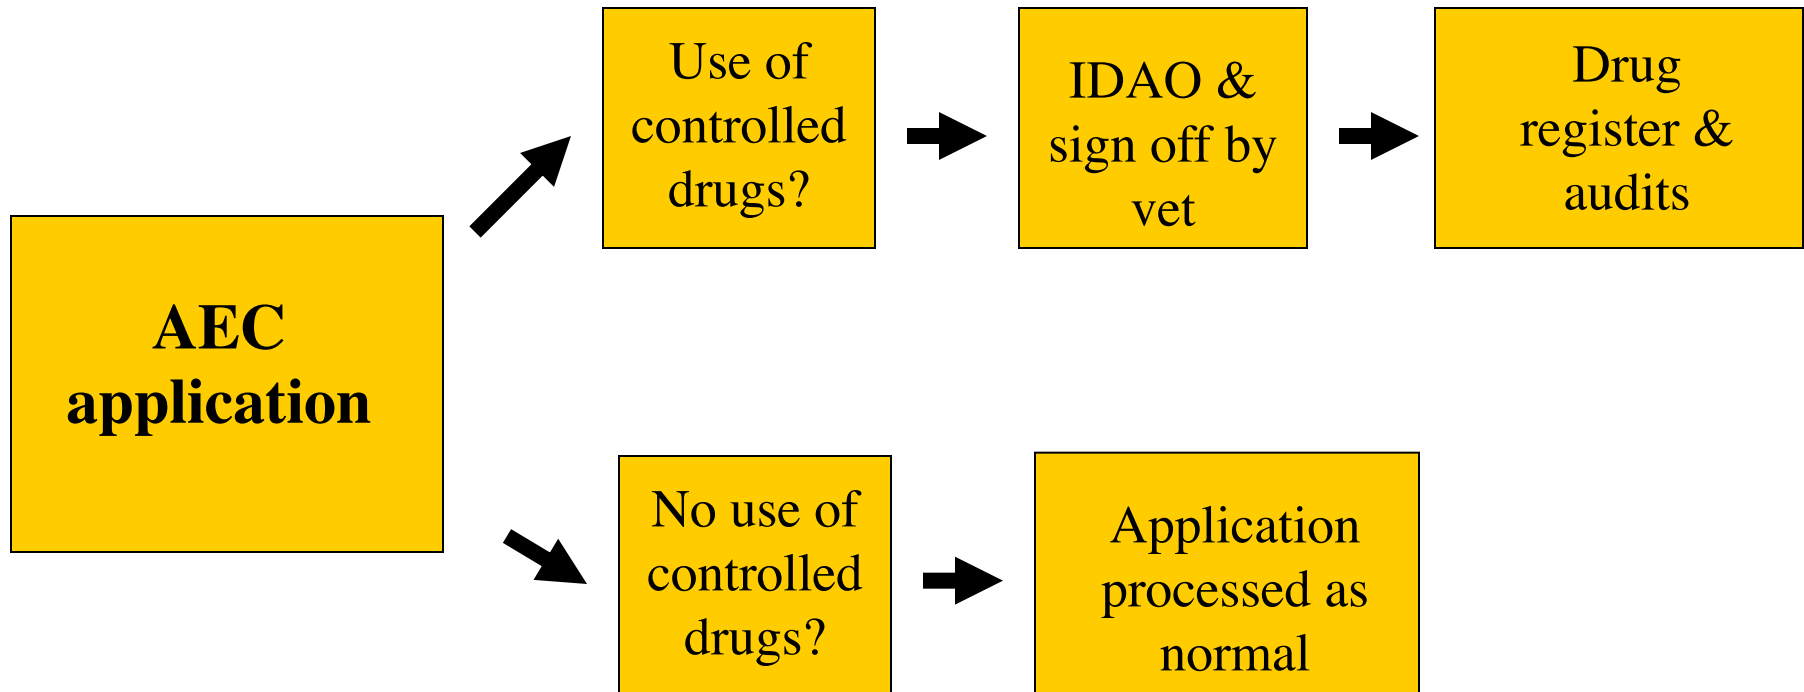 AEC
application
Use of
controlled
drugs?
IDAO &
sign off by
vet
Drug
register &
audits
No use of
controlled
drugs?
Application
processed as
normal